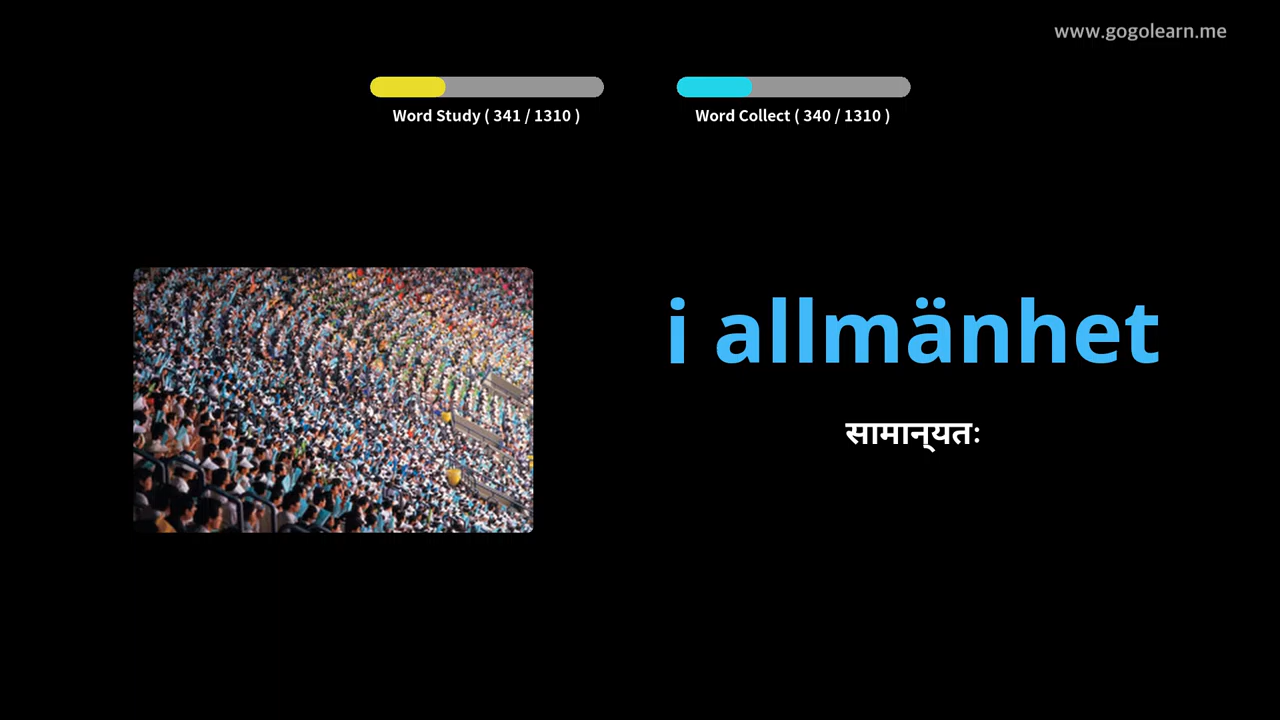 www.gogolearn.me
Word Study ( 341 / 1310 )
Word Collect ( 340 / 1310 )
i allmänhet
सामान्यतः